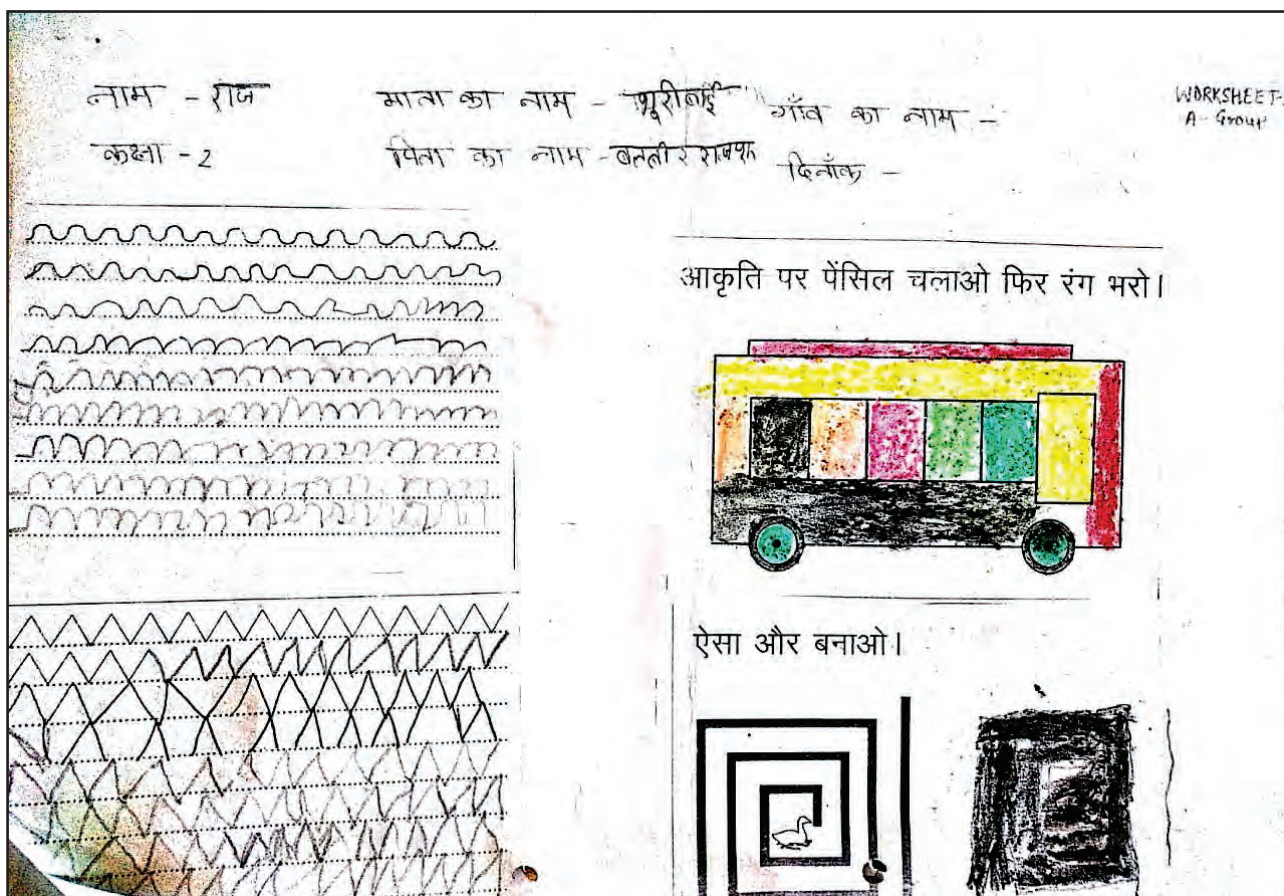 नाम - राज माता का नाम - भूरीबाई गाँव का नाम -
WORKSHEET-
A - Group
कक्षा - 2 पिता का नाम - दिनाँक -
आकृति पर पेंसिल चलाओ फिर रंग भरो।
ऐसा और बनाओ।